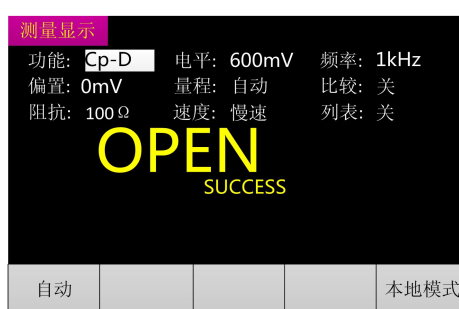 测量显示
功能: Cp-D 电平: 600mV 频率: 1kHz
偏置: 0mV 量程: 自动 比较: 关
阻抗: 100Ω 速度: 慢速 列表: 关
OPEN
SUCCESS
自动 本地模式